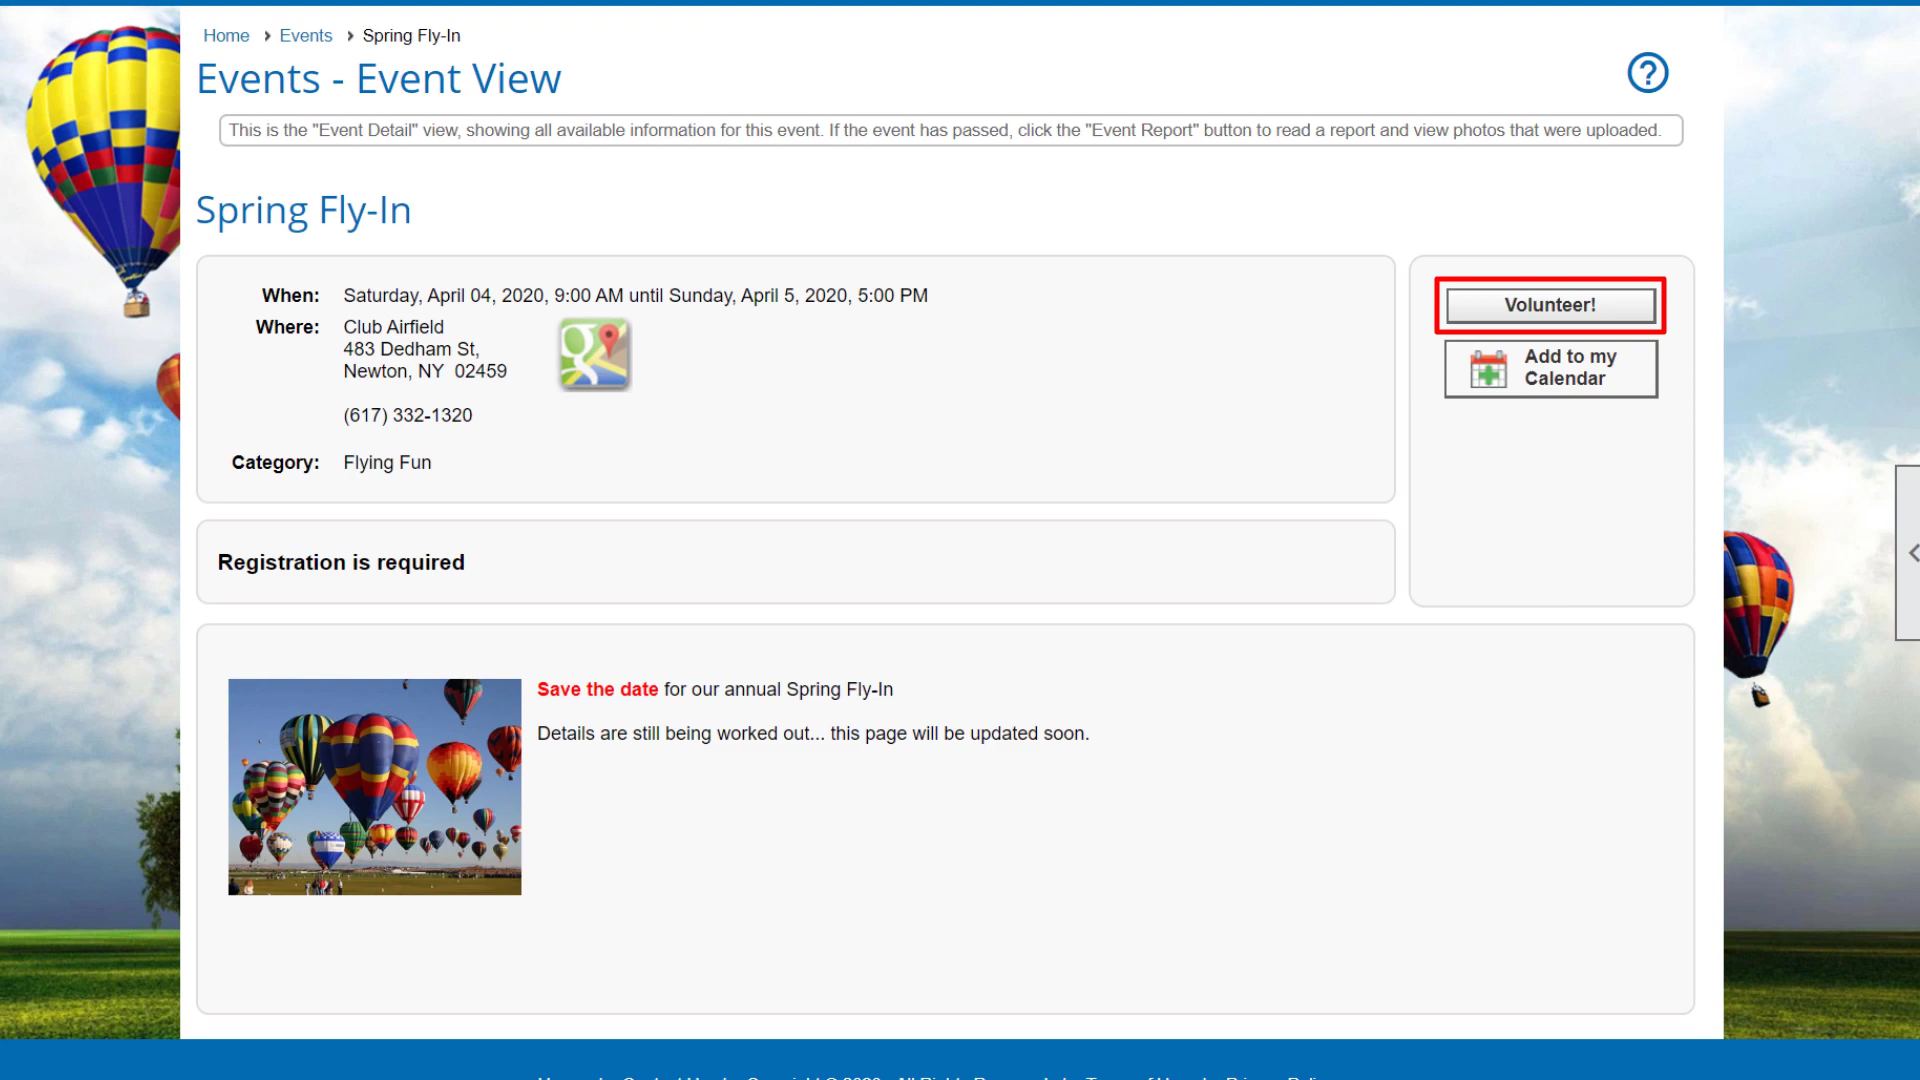 Home > Events > Spring Fly-In
Events - Event View
This is the "Event Detail" view, showing all available information for this event. If the event has passed, click the "Event Report" button to read a report and view photos that were uploaded.
Spring Fly-In
When: Saturday, April 04, 2020, 9:00 AM until Sunday, April 5, 2020, 5:00 PM
Where: Club Airfield
483 Dedham St,
Newton, NY 02459
(617) 332-1320
Category: Flying Fun
Volunteer!
Add to my
Calendar
Registration is required
Save the date for our annual Spring Fly-In
Details are still being worked out... this page will be updated soon.